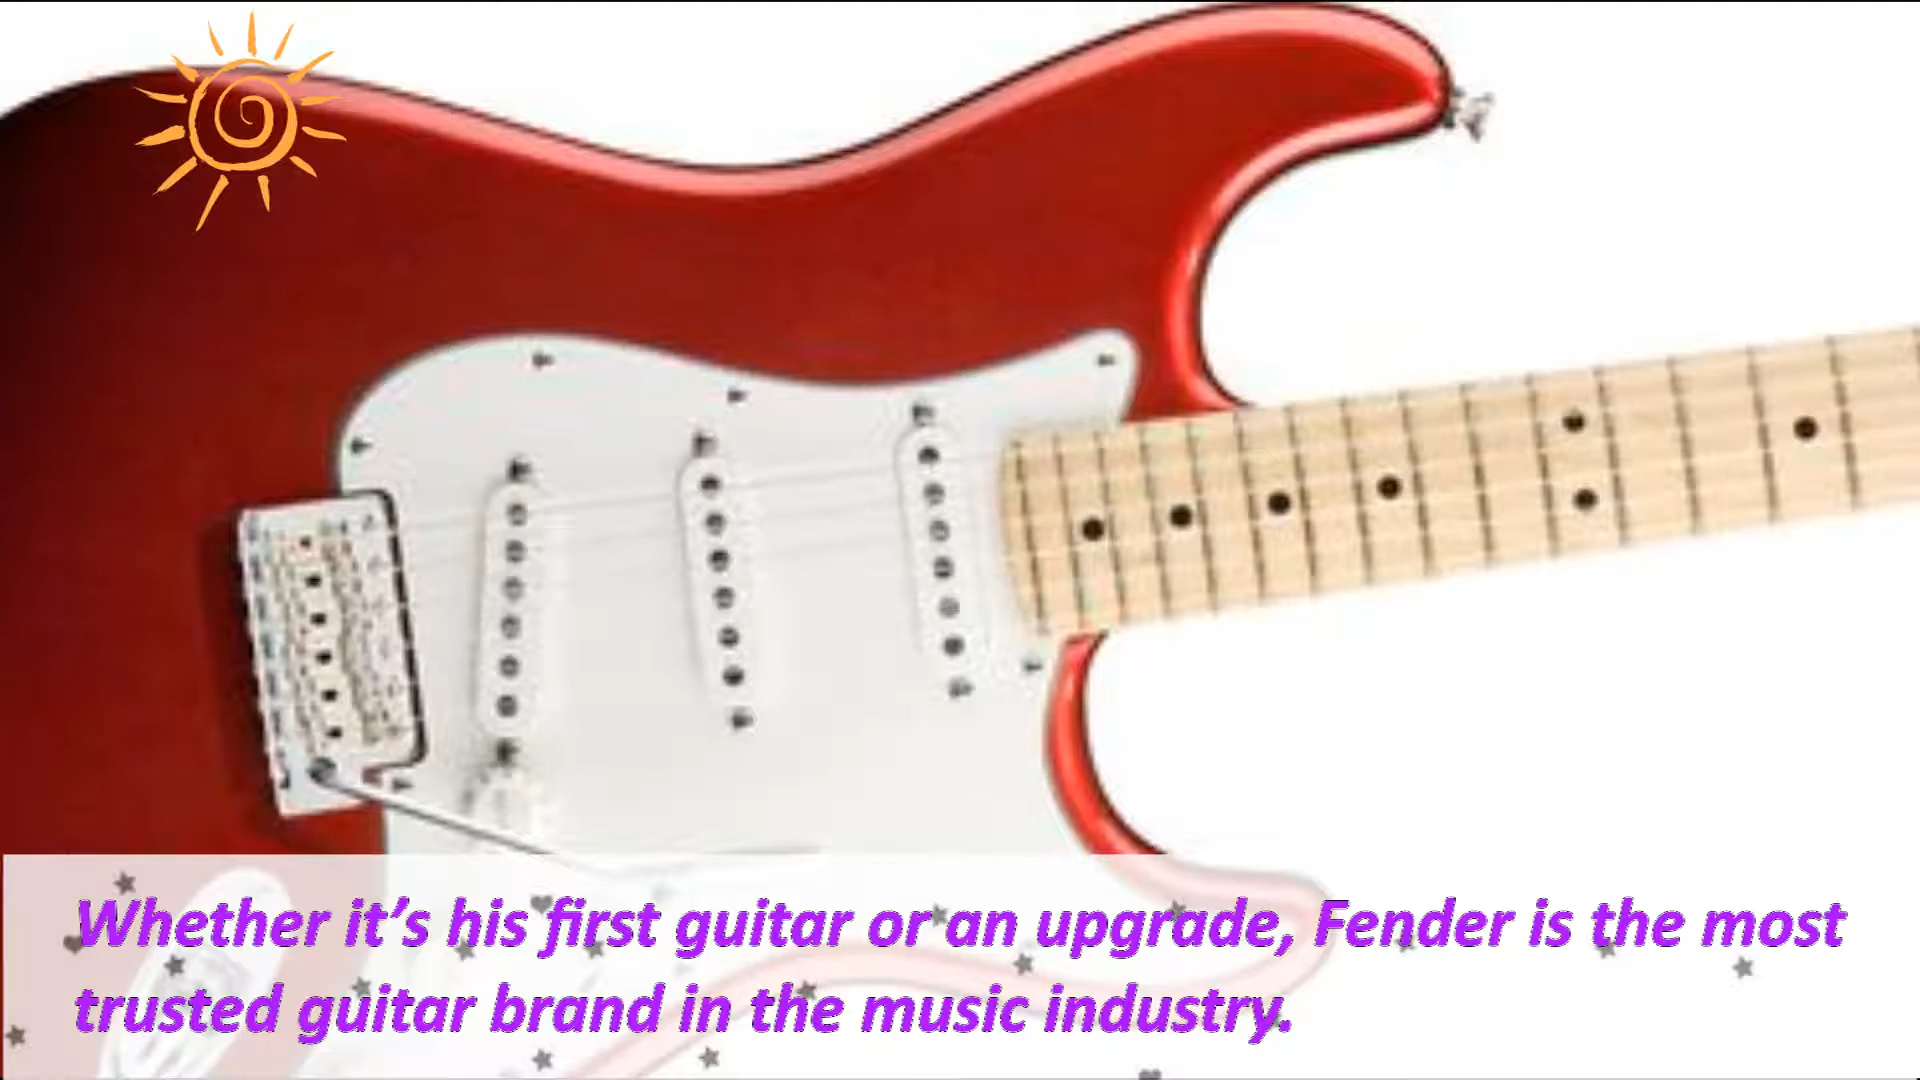 Whether it’s his first guitar or an upgrade, Fender is the most
trusted guitar brand in the music industry.